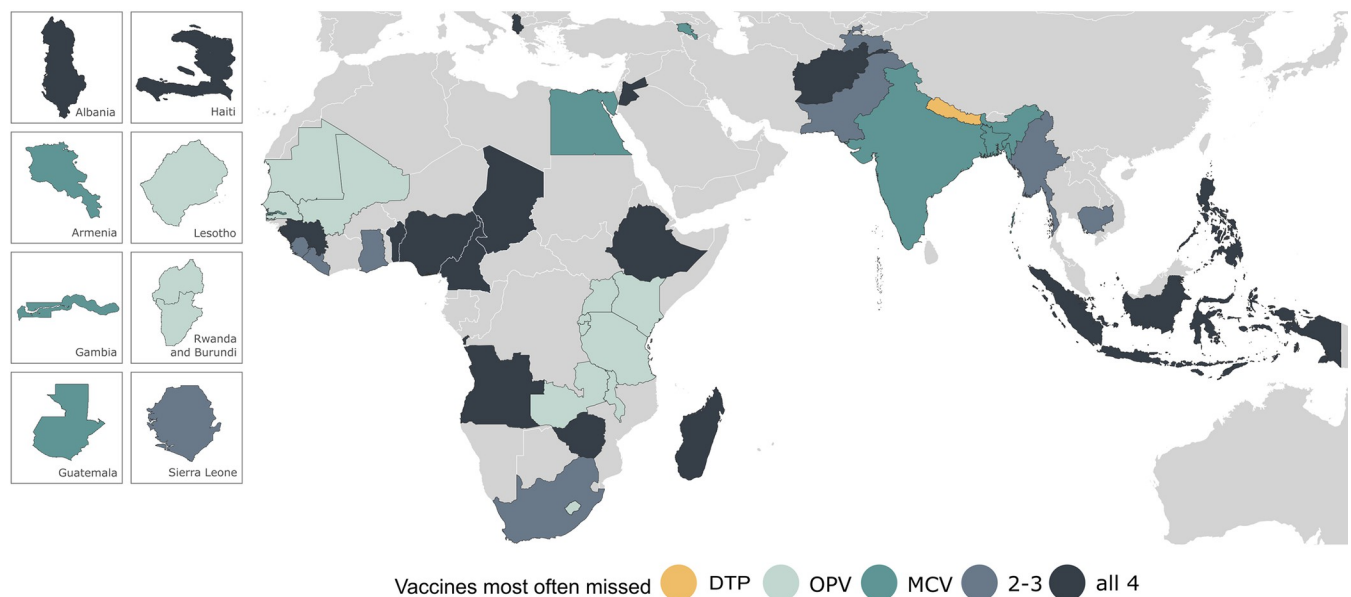 Albania
Haiti
Armenia
Lesotho
Gambia
Rwanda
and Burundi
Guatemala
Sierra Leone
Vaccines most often missed DTP OPV MCV 2-3 all 4